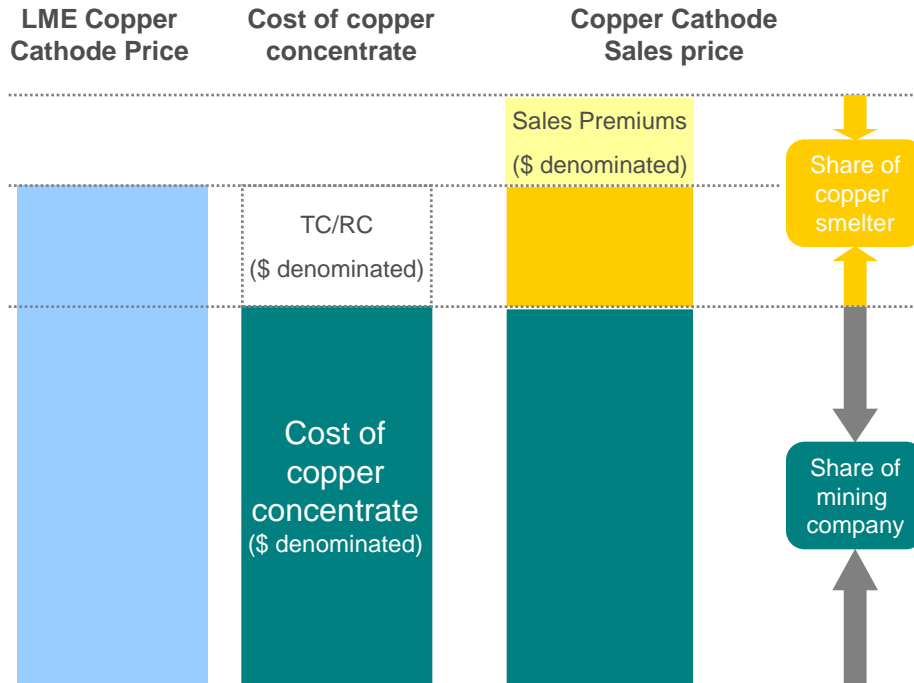 LME Copper
Cathode Price
Cost of copper
concentrate
Copper Cathode
Sales price
Sales Premiums
($ denominated)
TC/RC
($ denominated)
Share of
copper
smelter
Cost of
copper
concentrate
($ denominated)
Share of
mining
company